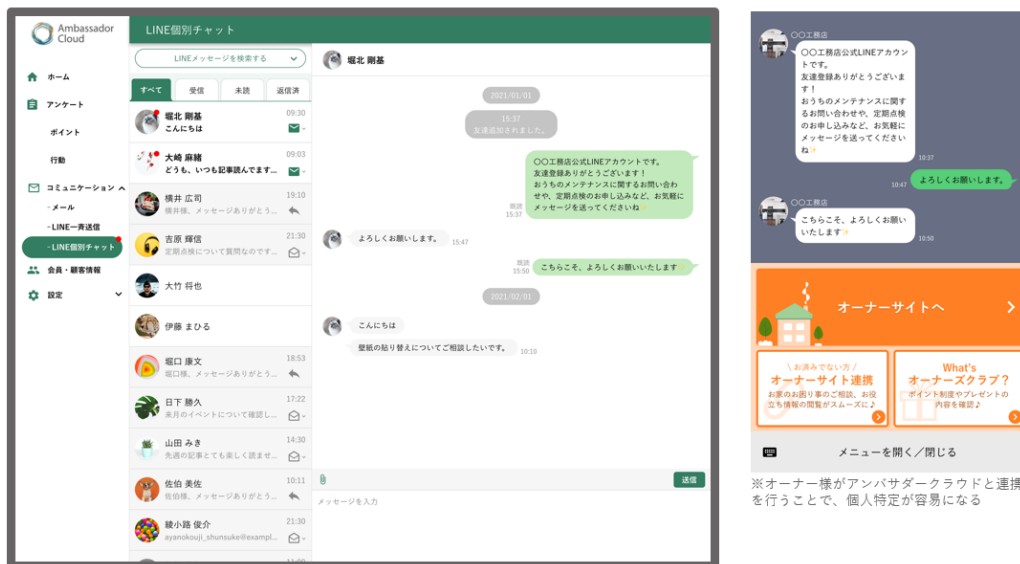 Ambassador
Cloud
LINE個別チャット
ホーム
アンケート
ポイント
行動
コミュニケーション
- メール
- LINE一斉送信
- LINE個別チャット
会員・顧客情報
設定
LINEメッセージを検索する
すべて
受信
未読
返信済
堀北 剛基
09:30
こんにちは
大崎 麻緒
09:03
どうも、いつも記事読んでます...
横井 広司
19:10
横井様、メッセージありがとう...
吉原 輝信
21:30
定期点検について質問なのです...
大竹 将也
伊藤 まひる
堀口 康文
18:53
堀口様、メッセージありがとう...
日下 勝久
17:22
来月のイベントについて確認し...
山田 みき
14:30
先週の記事とても楽しく読ませ...
佐伯 美佐
10:11
佐伯様、メッセージありがとう...
綾小路 俊介
21:30
ayanokouji_shunsuke@exampl...
堀北 剛基
2021/01/01
15:37
友達追加されました。
〇〇工務店公式LINEアカウントです。
友達登録ありがとうございます！
おうちのメンテナンスに関するお問い合わ
せや、定期点検のお申し込みなど、お気軽に
メッセージを送ってくださいね
既読
15:37
よろしくお願いします。
15:47
既読
15:50
こちらこそ、よろしくお願いいたします
2021/02/01
こんにちは
壁紙の貼り替えについてご相談したいです。
10:10
送信
メッセージを入力
〇〇工務店
〇〇工務店公式LINEアカウン
トです。
友達登録ありがとうございま
す！
おうちのメンテナンスに関す
るお問い合わせや、定期点検
のお申し込みなど、お気軽に
メッセージを送ってください
ね
10:37
よろしくお願いします。
10:47
〇〇工務店
こちらこそ、よろしくお願い
いたします
10:50
オーナーサイトへ
\ お済みでない方 /
オーナーサイト連携
お家のお困り事のご相談、お役
立ち情報の閲覧がスムーズに♪
What's
オーナーズクラブ？
ポイント制度やプレゼントの
内容を確認♪
メニューを開く／閉じる
※オーナー様がアンバサダークラウドと連携
を行うことで、個人特定が容易になる